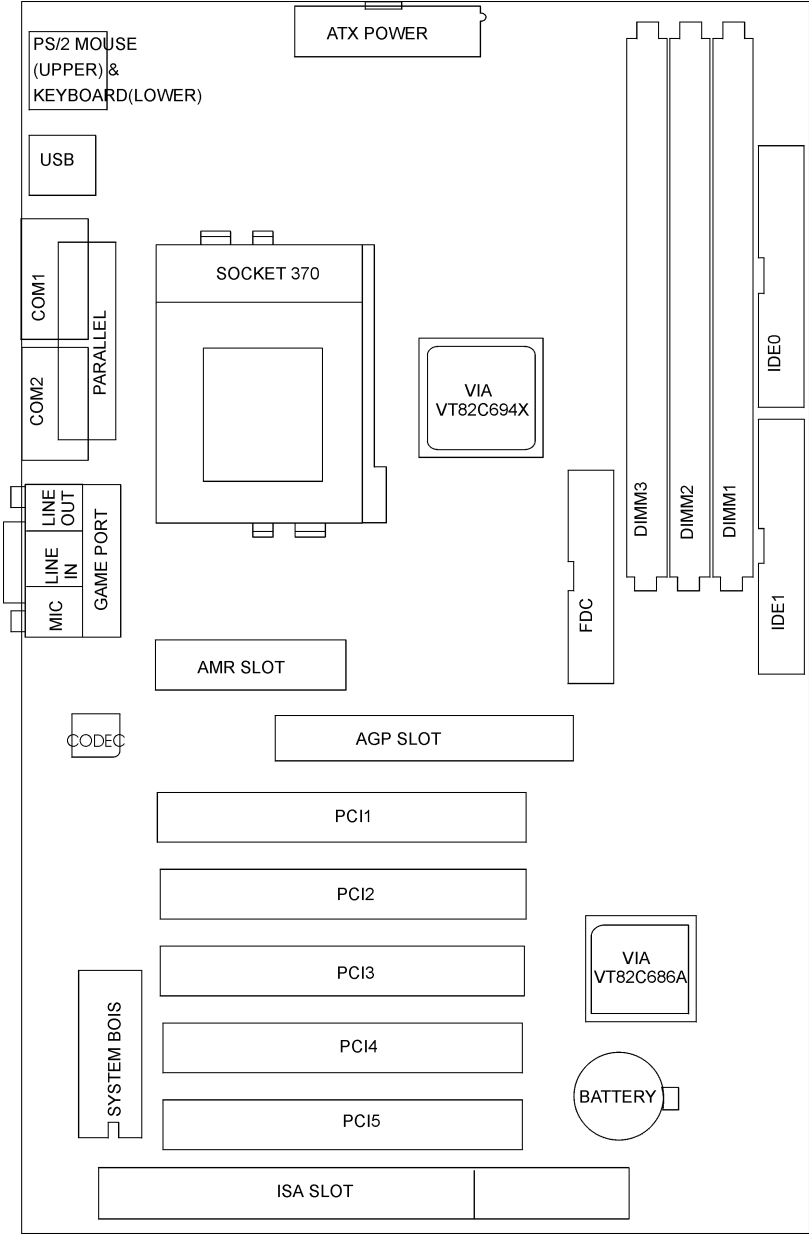 ATX POWER
PS/2 MOUSE
(UPPER) &
KEYBOARD(LOWER)
USB
COM1
PARALLEL
COM2
SOCKET 370
VIA
VT82C694X
DIMM3
DIMM2
DIMM1
IDE0
IDE1
FDC
LINE
OUT
LINE
IN
MIC
GAME PORT
AMR SLOT
CODEC
AGP SLOT
PCI1
PCI2
PCI3
PCI4
PCI5
VIA
VT82C686A
SYSTEM BOIS
BATTERY
ISA SLOT